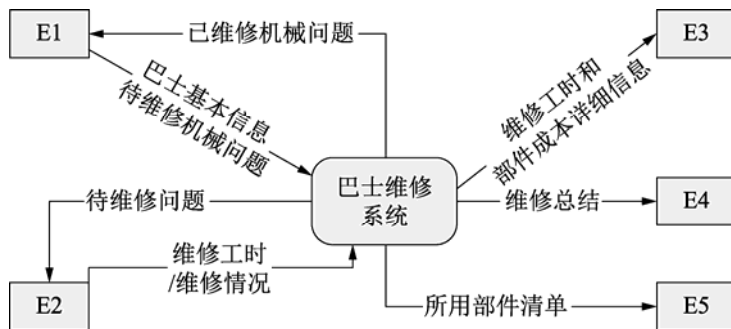 E1
已维修机械问题
E3
巴士基本信息
待维修机械问题
维修工时和
部件成本详细信息
待维修问题
巴士维修
系统
维修总结
E4
E2
维修工时
/维修情况
所用部件清单
E5